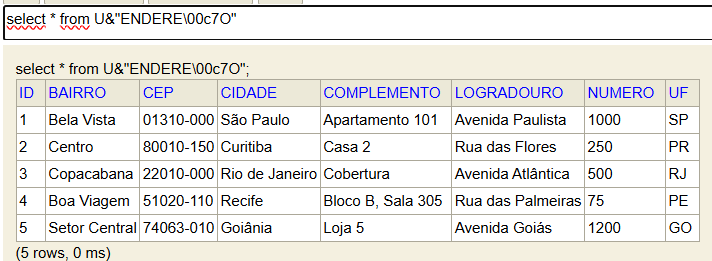 select * from U&"ENDERE\00c7O"
select * from U&"ENDERE\00c7O";
ID BAIRRO CEP CIDADE COMPLEMENTO LOGRADOURO NUMERO UF
1 Bela Vista 01310-000 São Paulo Apartamento 101 Avenida Paulista 1000 SP
2 Centro 80010-150 Curitiba Casa 2 Rua das Flores 250 PR
3 Copacabana 22010-000 Rio de Janeiro Cobertura Avenida Atlântica 500 RJ
4 Boa Viagem 51020-110 Recife Bloco B, Sala 305 Rua das Palmeiras 75 PE
5 Setor Central 74063-010 Goiânia Loja 5 Avenida Goiás 1200 GO
(5 rows, 0 ms)